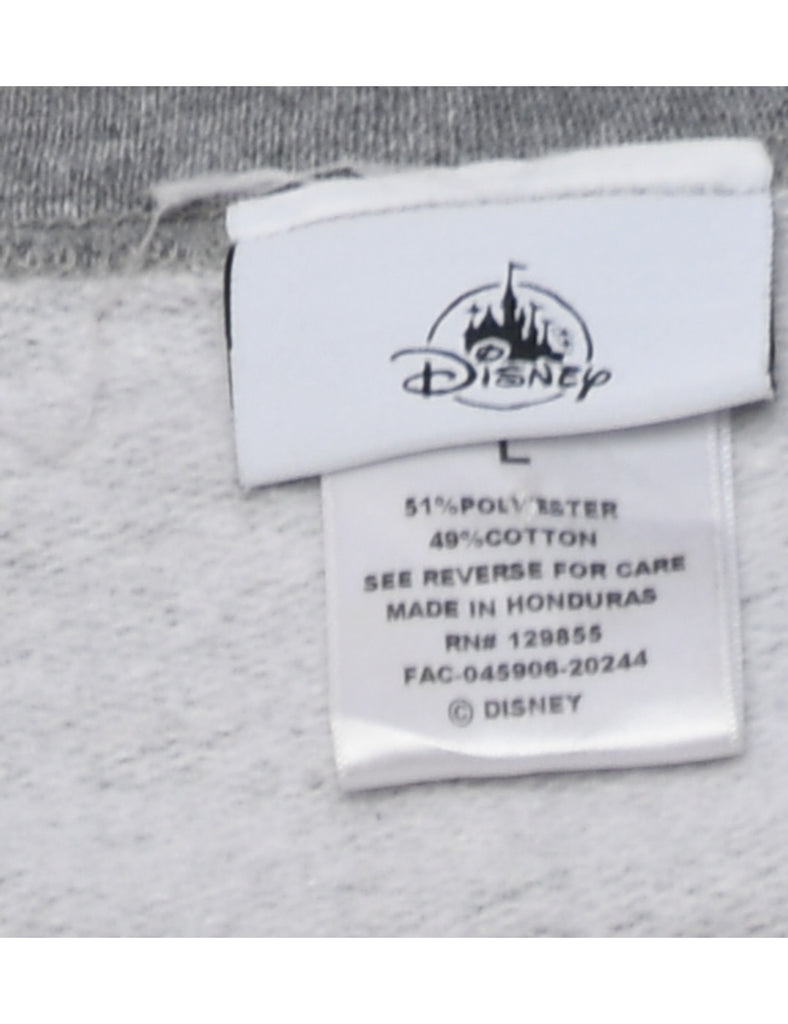 DISNEY
L
51%POLYESTER
49%COTTON
SEE REVERSE FOR CARE
MADE IN HONDURAS
RN# 129855
FAC-045906-20244
© DISNEY